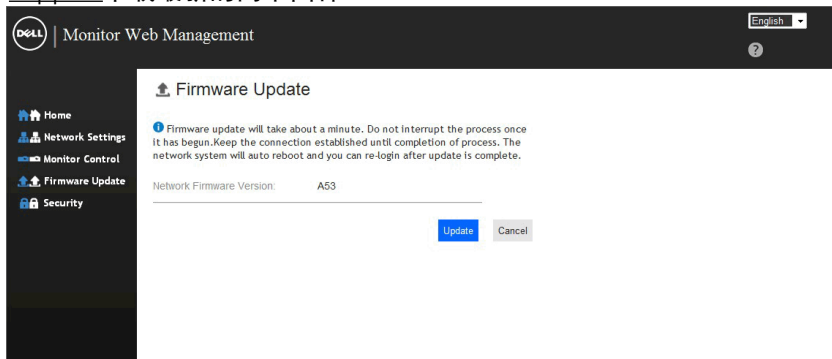 DELL | Monitor Web Management
English
?
Firmware Update
Home
Network Settings
Monitor Control
Firmware Update
Security
Firmware update will take about a minute. Do not interrupt the process once
it has begun.Keep the connection established until completion of process. The
network system will auto reboot and you can re-login after update is complete.
Network Firmware Version: A53
Update Cancel